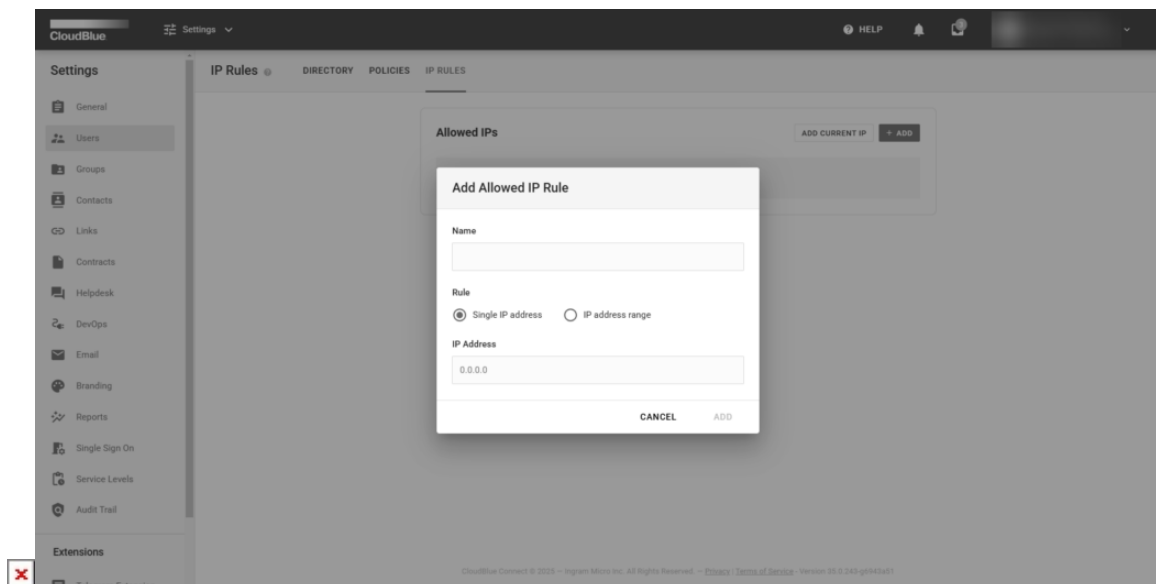 CloudBlue
Settings
HELP
Settings
IP Rules
DIRECTORY
POLICIES
IP RULES
General
Users
Groups
Contacts
Links
Contracts
Helpdesk
DevOps
Email
Branding
Reports
Single Sign On
Service Levels
Audit Trail
Extensions
Allowed IPs
ADD CURRENT IP
+ ADD
Add Allowed IP Rule
Name
Rule
Single IP address
IP address range
IP Address
0.0.0.0
CANCEL
ADD